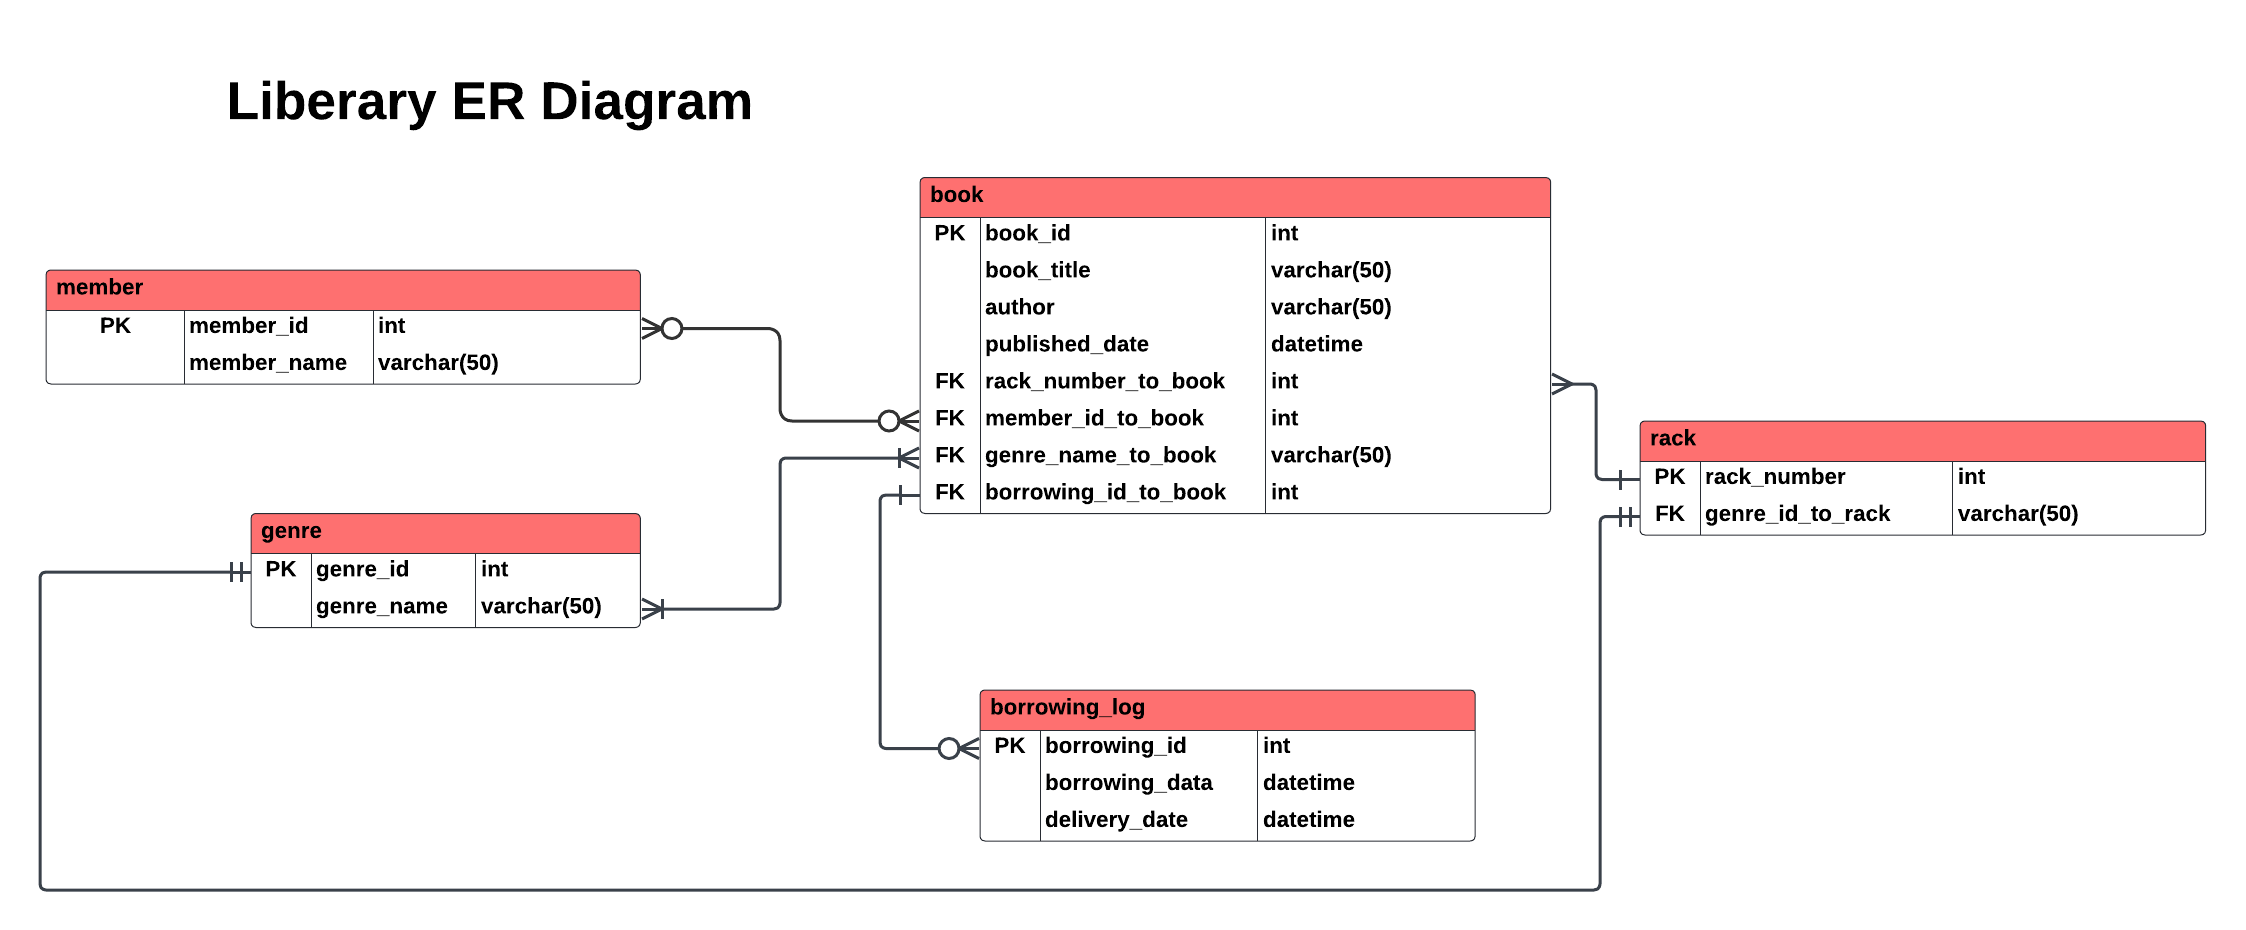 Liberary ER Diagram
member
PK member_id int
member_name varchar(50)
genre
PK genre_id int
genre_name varchar(50)
book
PK book_id int
book_title varchar(50)
author varchar(50)
published_date datetime
FK rack_number_to_book int
FK member_id_to_book int
FK genre_name_to_book varchar(50)
FK borrowing_id_to_book int
borrowing_log
PK borrowing_id int
borrowing_data datetime
delivery_date datetime
rack
PK rack_number int
FK genre_id_to_rack varchar(50)